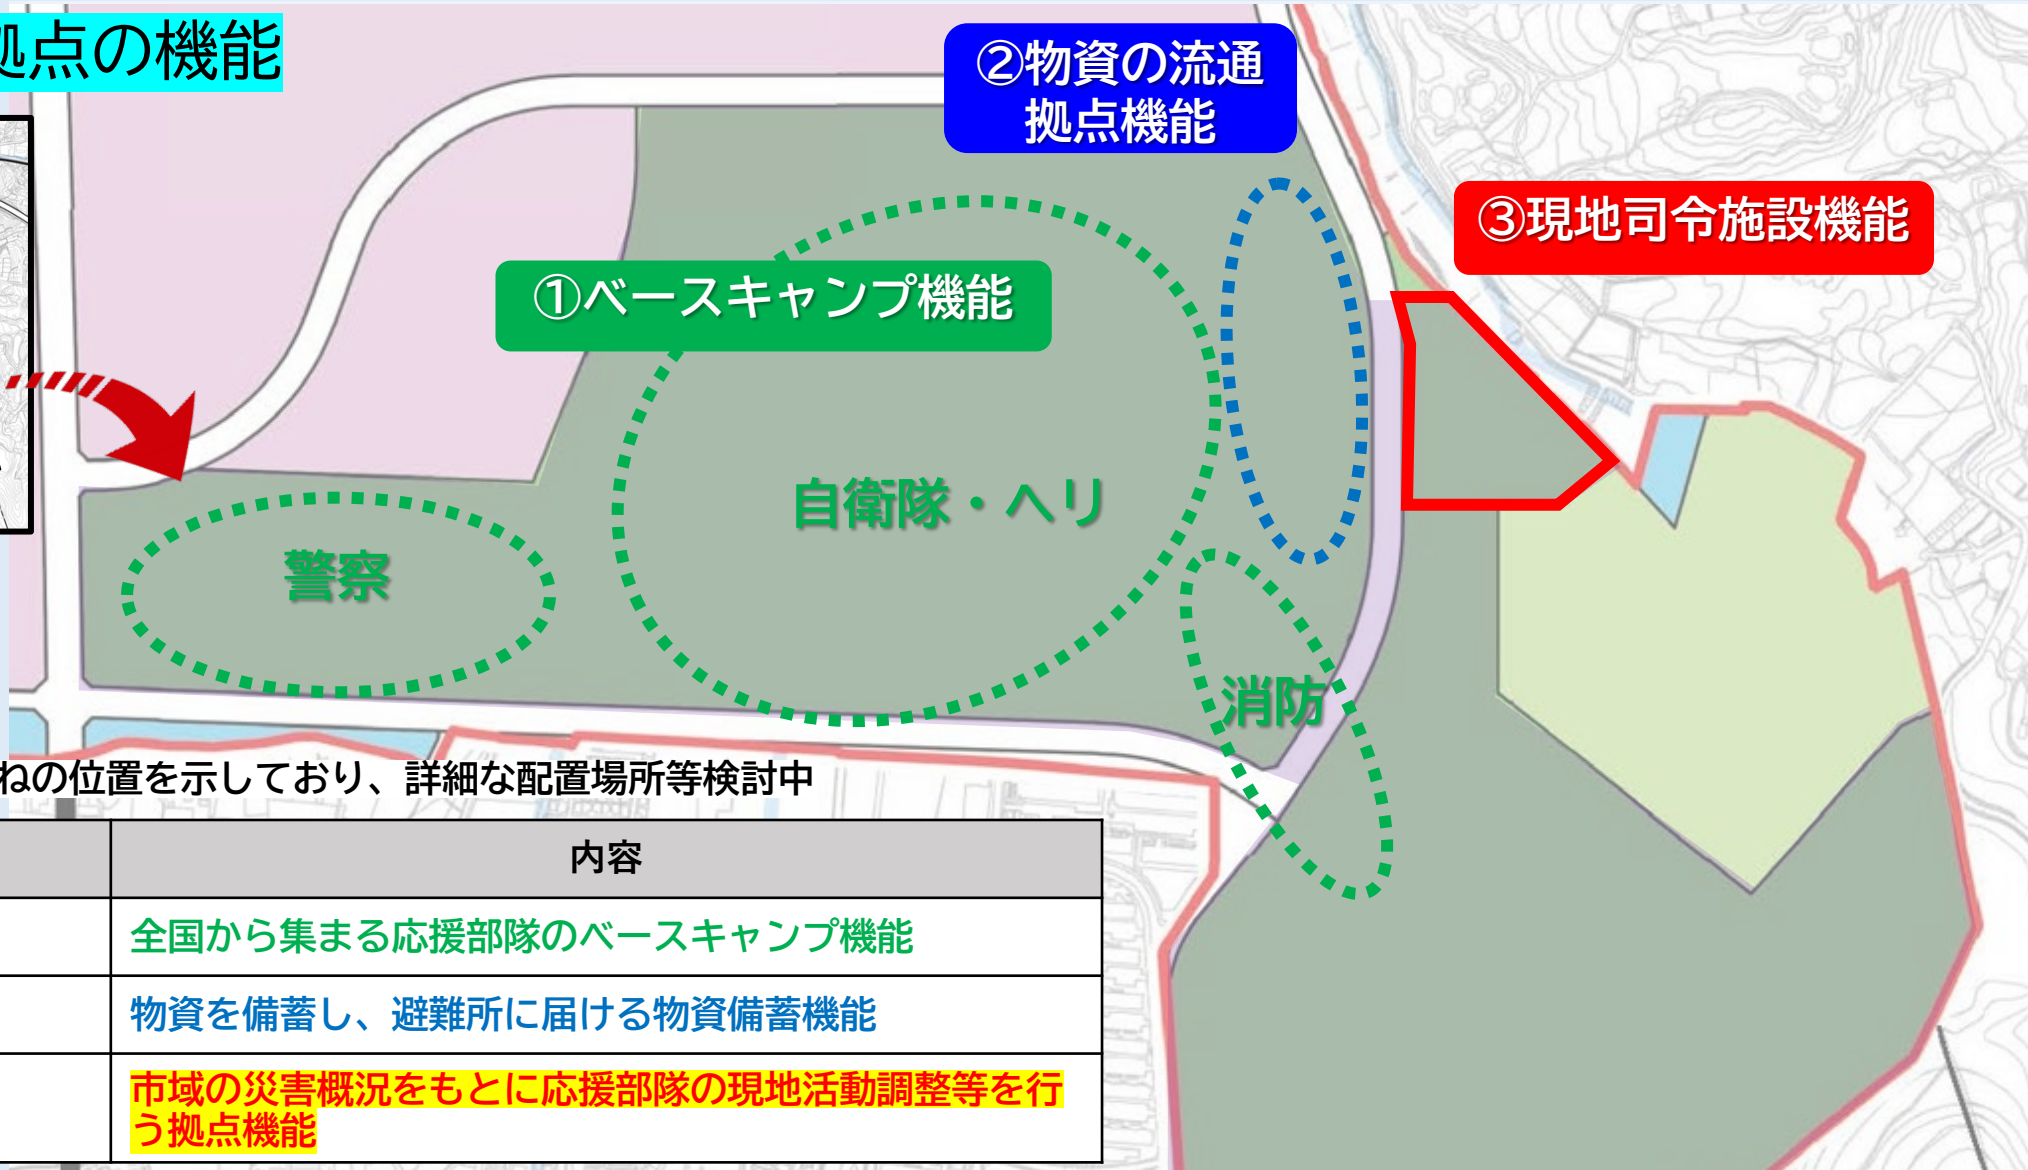 拠点の機能
②物資の流通
拠点機能
③現地司令施設機能
①ベースキャンプ機能
自衛隊・ヘリ
警察
消防
ねの位置を示しており、詳細な配置場所等検討中
内容
全国から集まる応援部隊のベースキャンプ機能
物資を備蓄し、避難所に届ける物資備蓄機能
市域の災害概況をもとに応援部隊の現地活動調整等を行
う拠点機能